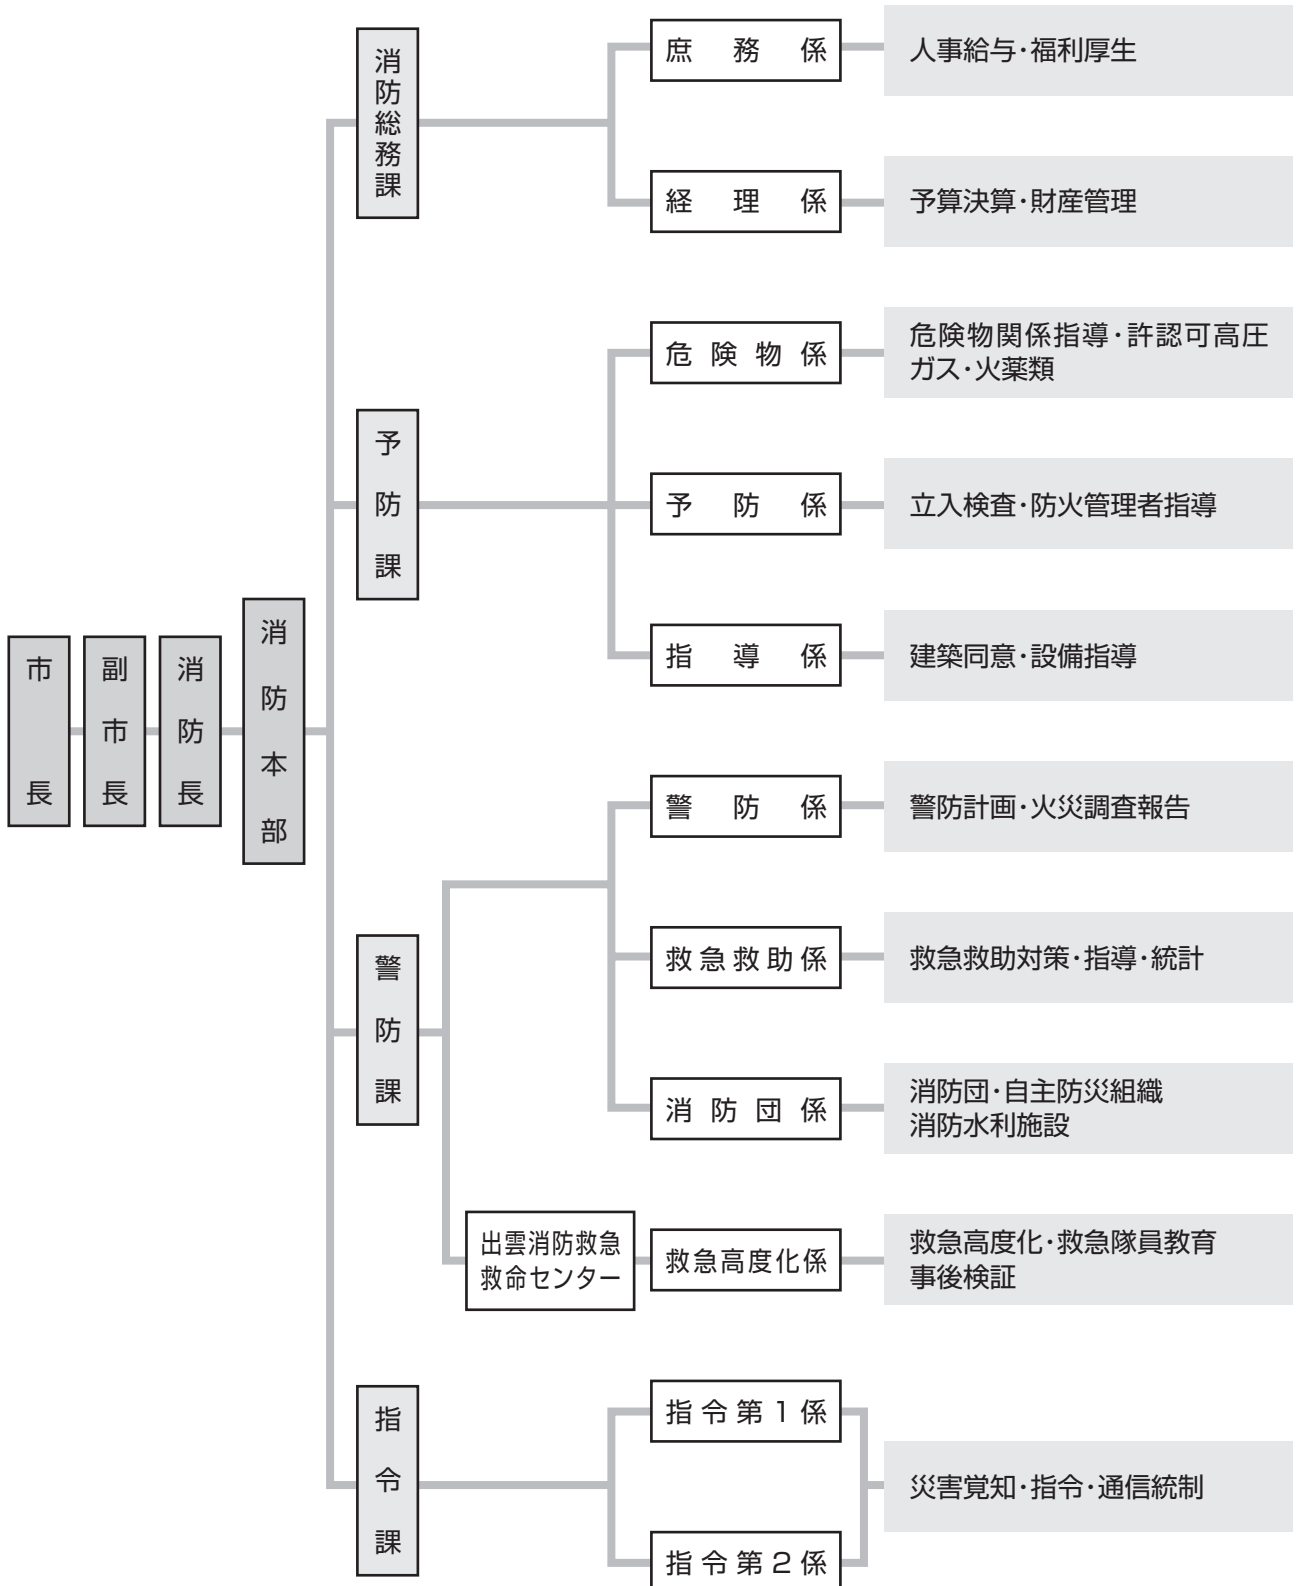 市長
副市長
消防長
消防本部
消防総務課
庶務係
人事給与・福利厚生
経理係
予算決算・財産管理
予防課
危険物係
危険物関係指導・許認可高圧
ガス・火薬類
予防係
立入検査・防火管理者指導
指導係
建築同意・設備指導
警防課
警防係
警防計画・火災調査報告
救急救助係
救急救助対策・指導・統計
消防団係
消防団・自主防災組織
消防水利施設
出雲消防救急
救命センター
救急高度化係
救急高度化・救急隊員教育
事後検証
指令課
指令第1係
指令第2係
災害覚知・指令・通信統制